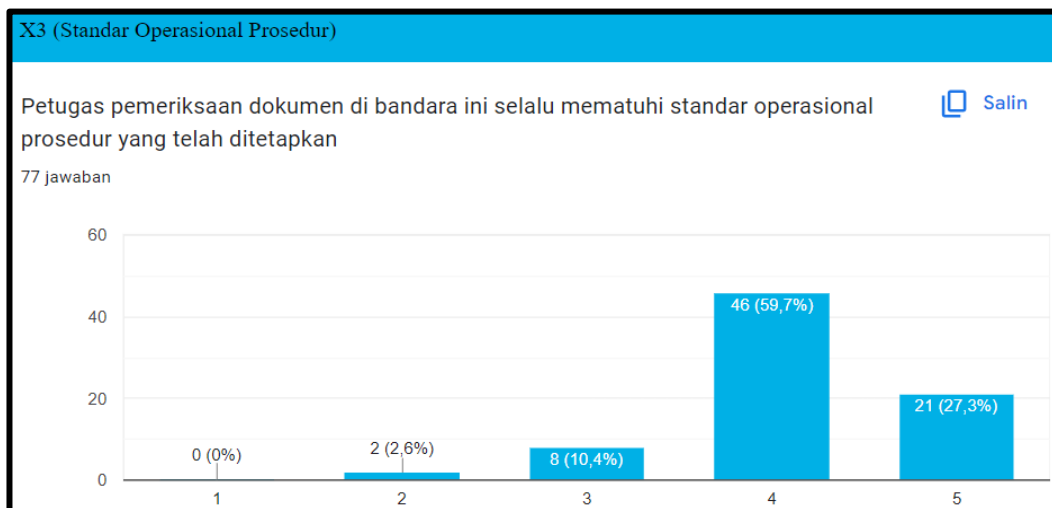 X3 (Standar Operasional Prosedur)
Petugas pemeriksaan dokumen di bandara ini selalu mematuhi standar operasional
prosedur yang telah ditetapkan
Salin
77 jawaban
60
40
20
0
0 (0%)
2 (2,6%)
8 (10,4%)
46 (59,7%)
21 (27,3%)
1
2
3
4
5